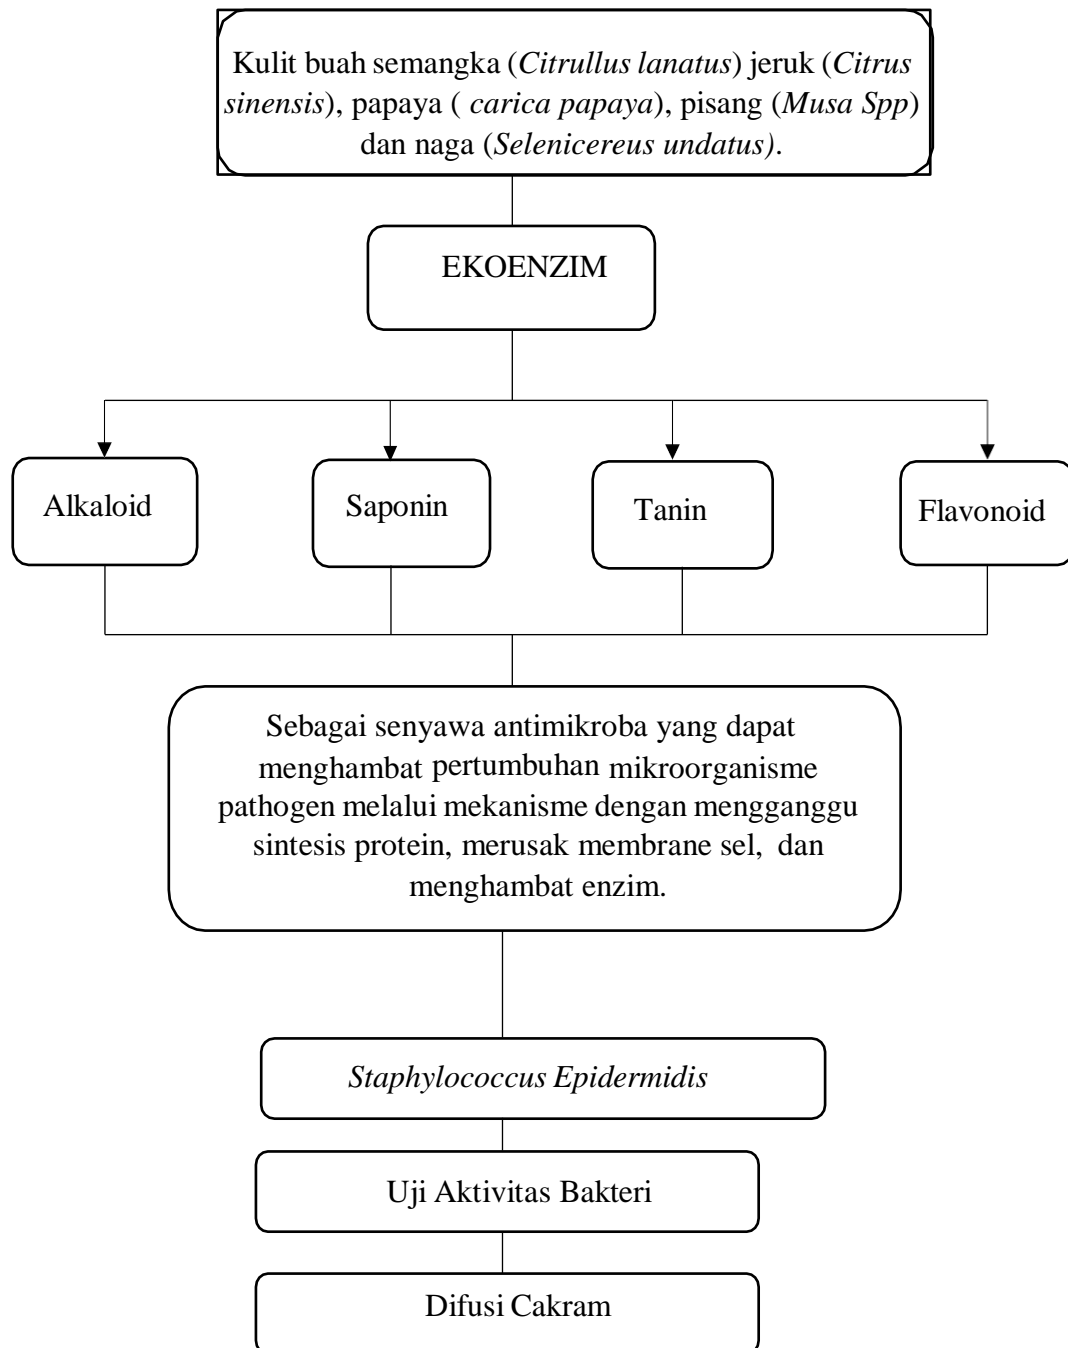 Kulit buah semangka (Citrullus lanatus) jeruk (Citrus
sinensis), papaya ( carica papaya), pisang (Musa Spp)
dan naga (Selenicereus undatus).
EKOENZIM
Alkaloid
Saponin
Tanin
Flavonoid
Sebagai senyawa antimikroba yang dapat
menghambat pertumbuhan mikroorganisme
pathogen melalui mekanisme dengan mengganggu
sintesis protein, merusak membrane sel, dan
menghambat enzim.
Staphylococcus Epidermidis
Uji Aktivitas Bakteri
Difusi Cakram